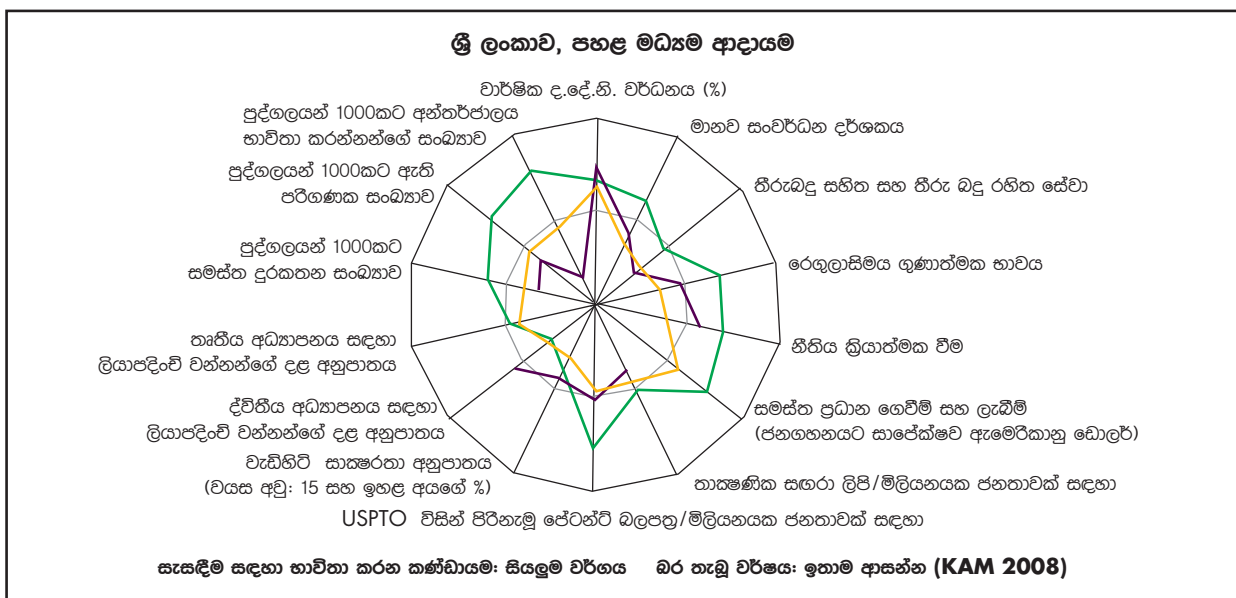 ශ්‍රී ලංකාව, පහළ මධ්‍යම ආදායම
වාර්ෂික ද.දේ.නි. වර්ධනය (%)
මානව සංවර්ධන දර්ශකය
තීරුබදු සහිත සහ තීරු බදු රහිත සේවා
රෙගුලාසිමය ගුණාත්මක භාවය
නීතිය ක්‍රියාත්මක වීම
සමස්ත ප්‍රධාන ගෙවීම් සහ ලැබීම්
(ජනගහනයට සාපේක්ෂව ඇමෙරිකානු ඩොලර්)
තාක්‍ෂණික සඟරා ලිපි/මිලියනයක ජනතාවක් සඳහා
USPTO විසින් පිරිනැමූ පේටන්ට් බලපත්‍ර/මිලියනයක ජනතාවක් සඳහා
වැඩිහිටි සාක්‍ෂරතා අනුපාතය
(වයස අවු: 15 සහ ඉහළ අයගේ %)
ද්විතීය අධ්‍යාපනය සඳහා
ලියාපදිංචි වන්නන්ගේ දළ අනුපාතය
තෘතීය අධ්‍යාපනය සඳහා
ලියාපදිංචි වන්නන්ගේ දළ අනුපාතය
පුද්ගලයන් 1000කට
සමස්ත දුරකතන සංඛ්‍යාව
පුද්ගලයන් 1000කට ඇති
පරිගණක සංඛ්‍යාව
පුද්ගලයන් 1000කට අන්තර්ජාලය
භාවිතා කරන්නන්ගේ සංඛ්‍යාව
සැසඳීම සඳහා භාවිතා කරන කණ්ඩායම: සියලුම වර්ගය බර තැබූ වර්ෂය: ඉතාම ආසන්න (KAM 2008)